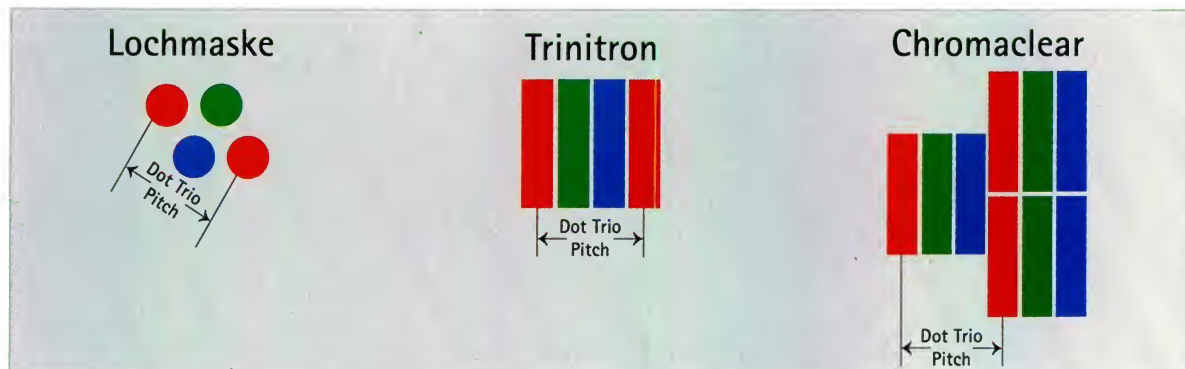 Lochmaske
Dot Trio
Pitch
Trinitron
Dot Trio
Pitch
Chromaclear
Dot Trio
Pitch